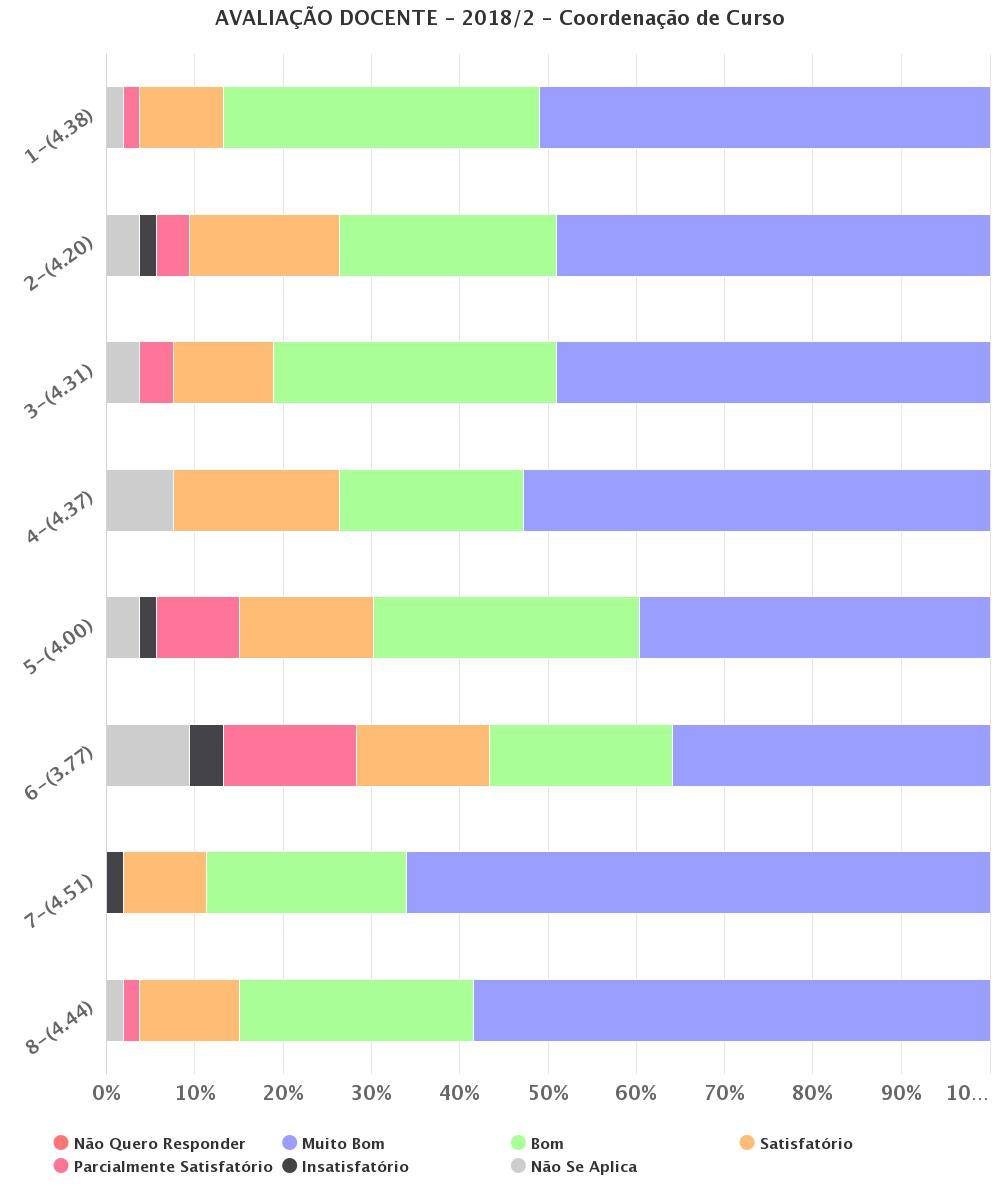 AVALIAÇÃO DOCENTE – 2018/2 – Coordenação de Curso
1–(4.38)
2–(4.20)
3–(4.31)
4–(4.37)
5–(4.00)
6–(3.77)
7–(4.51)
8–(4.44)
0% 10% 20% 30% 40% 50% 60% 70% 80% 90% 10…
Não Quero Responder Muito Bom Bom Satisfatório
Parcialmente Satisfatório Insatisfatório Não Se Aplica